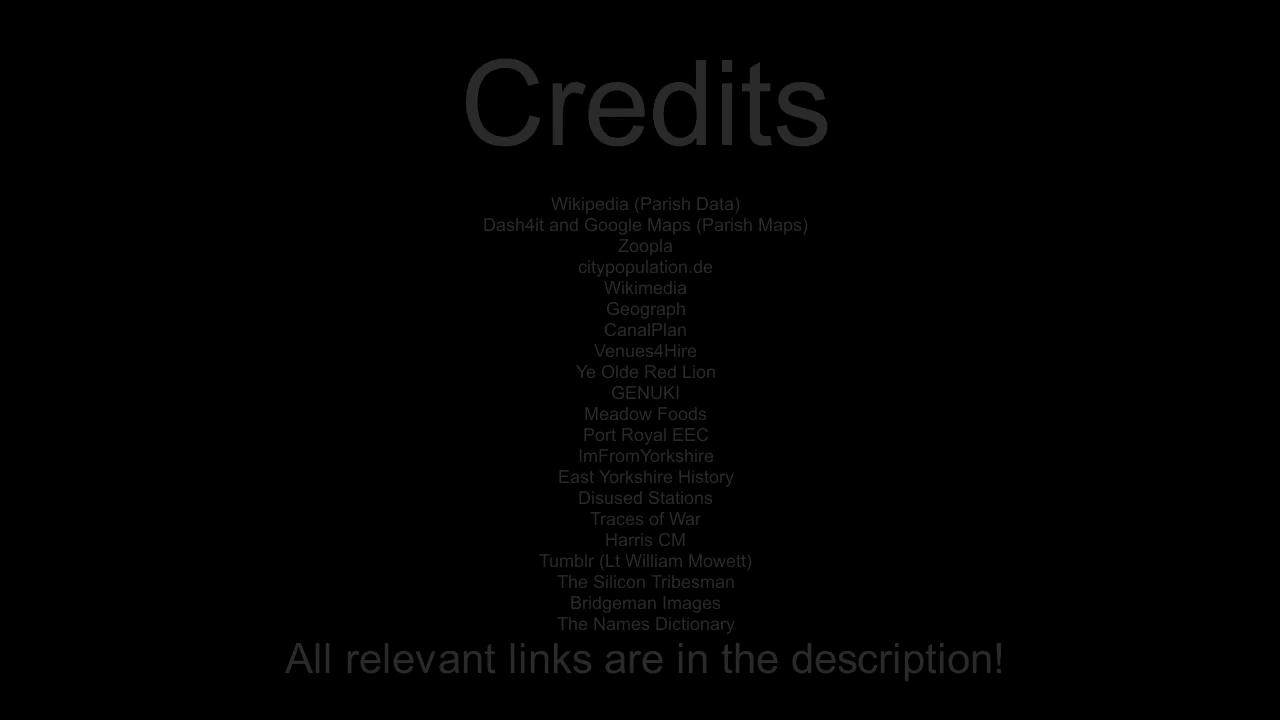 Credits
Wikipedia (Parish Data)
Dash4it and Google Maps (Parish Maps)
Zoopla
citypopulation.de
Wikimedia
Geograph
CanalPlan
Venues4Hire
Ye Olde Red Lion
GENUKI
Meadow Foods
Port Royal EEC
ImFromYorkshire
East Yorkshire History
Disused Stations
Traces of War
Harris CM
Tumblr (Lt William Mowett)
The Silicon Tribesman
Bridgeman Images
The Names Dictionary
All relevant links are in the description!